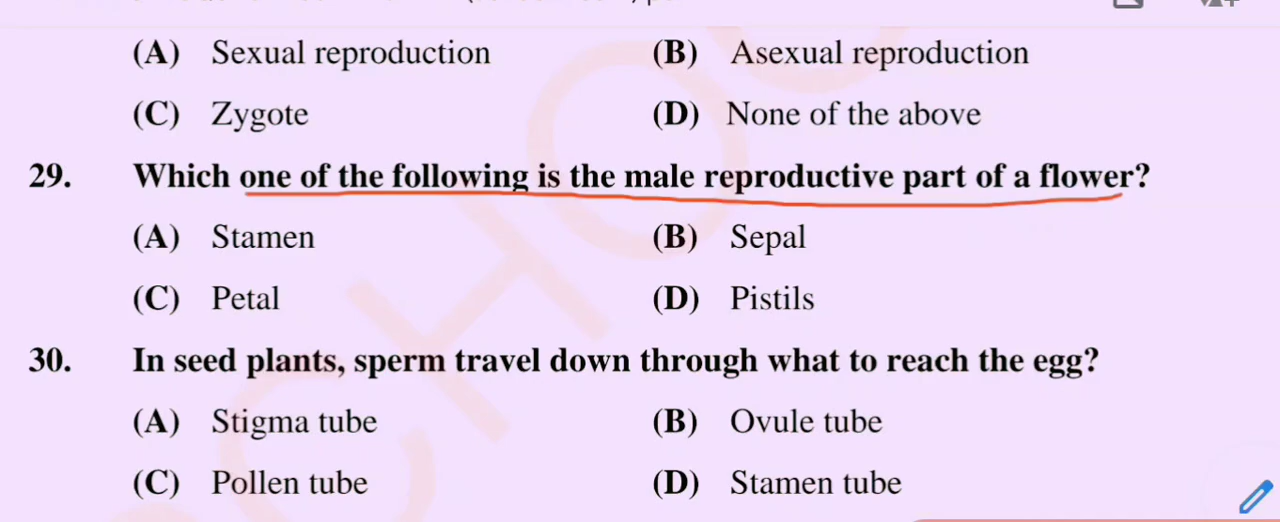 (A) Sexual reproduction (B) Asexual reproduction
(C) Zygote (D) None of the above
29. Which one of the following is the male reproductive part of a flower?
(A) Stamen (B) Sepal
(C) Petal (D) Pistils
30. In seed plants, sperm travel down through what to reach the egg?
(A) Stigma tube (B) Ovule tube
(C) Pollen tube (D) Stamen tube